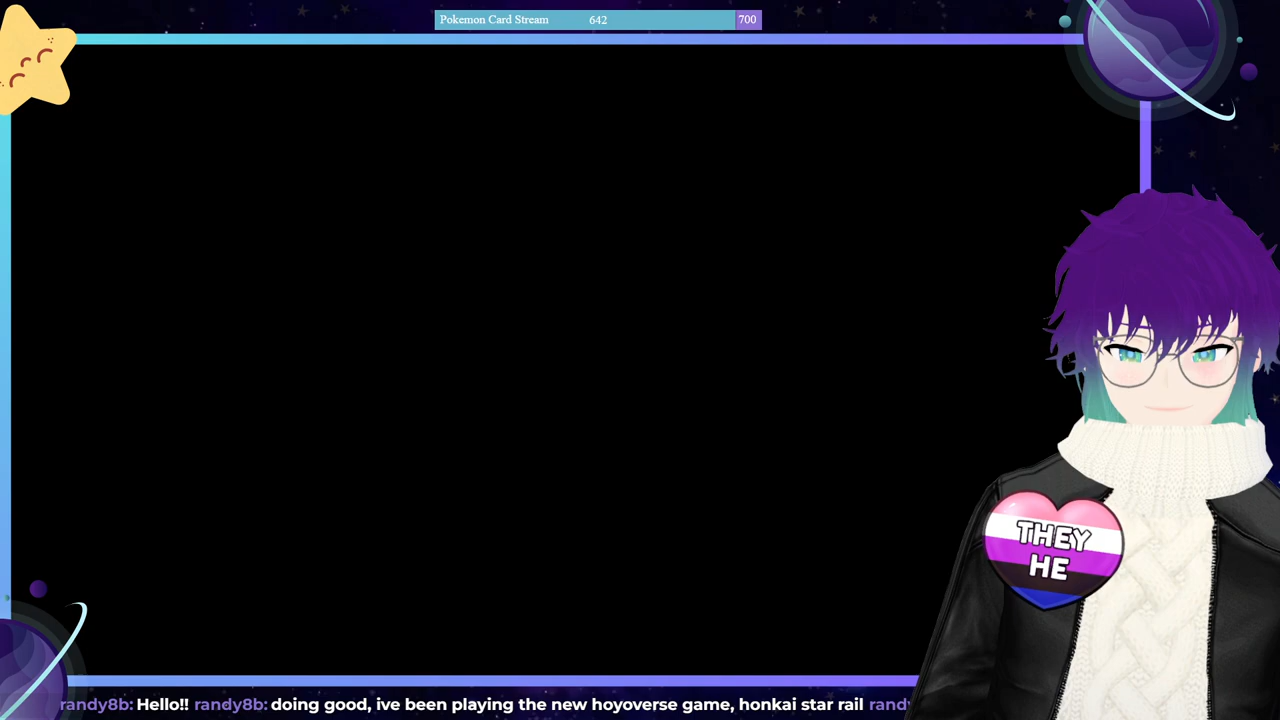 Pokemon Card Stream 642 700
THEY
HE
randy8b: Hello!! randy8b: doing good, ive been playing the new hoyoverse game, honkai star rail